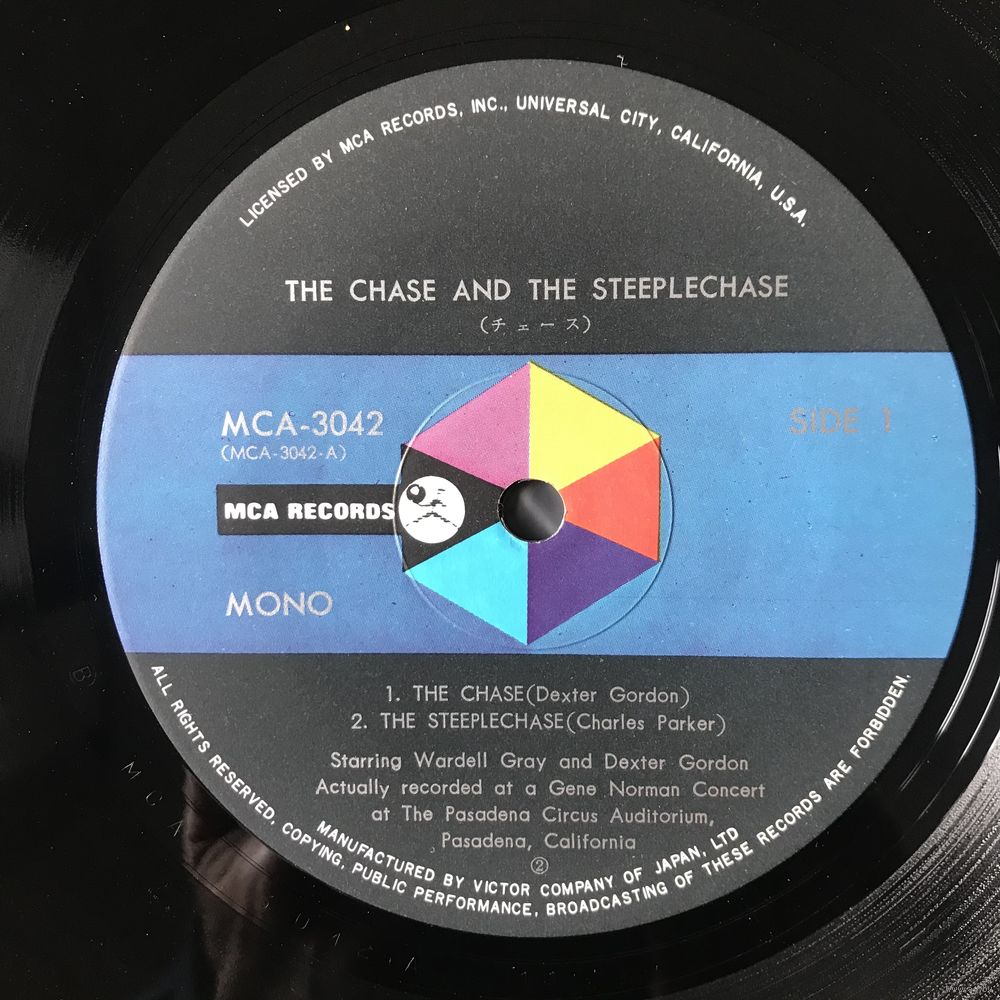 LICENSED BY MCA RECORDS, INC., UNIVERSAL CITY, CALIFORNIA, U.S.A.
THE CHASE AND THE STEEPLECHASE
(チェース)
MCA-3042
(MCA-3042-A)
SIDE 1
MCA RECORDS
MONO
1. THE CHASE(Dexter Gordon)
2. THE STEEPLECHASE(Charles Parker)
Starring Wardell Gray and Dexter Gordon
Actually recorded at a Gene Norman Concert
at The Pasadena Circus Auditorium,
Pasadena, California
②
MANUFACTURED BY VICTOR COMPANY OF JAPAN, LTD
ALL RIGHTS RESERVED, COPYING, PUBLIC PERFORMANCE, BROADCASTING OF THESE RECORDS ARE FORBIDDEN.